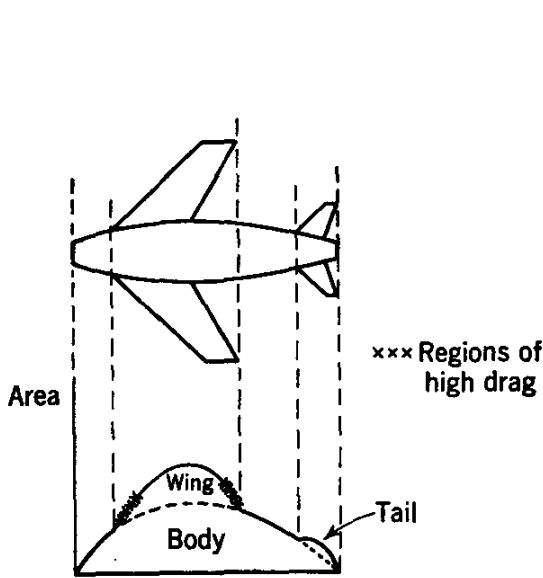 ××× Regions of
high drag
Area
Wing
Tail
Body